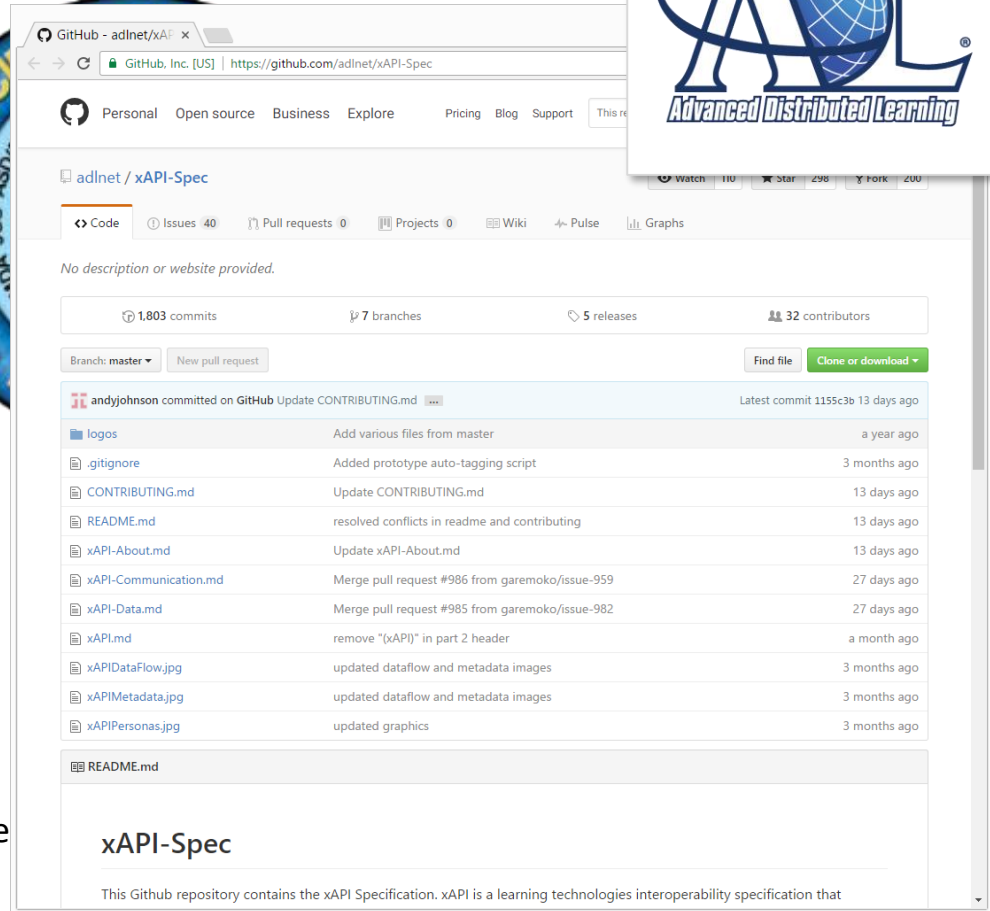 GitHub - adlnet/xAP
GitHub, Inc. [US] | https://github.com/adlnet/xAPI-Spec
ADL ®
Advanced Distributed Learning
Personal Open source Business Explore Pricing Blog Support This re
adlnet / xAPI-Spec
Watch 110 Star 298 Fork 200
Code Issues 40 Pull requests 0 Projects 0 Wiki Pulse Graphs
No description or website provided.
1,803 commits 7 branches 5 releases 32 contributors
Branch: master New pull request Find file Clone or download
andyjohnson committed on GitHub Update CONTRIBUTING.md ... Latest commit 1155c3b 13 days ago
logos Add various files from master a year ago
.gitignore Added prototype auto-tagging script 3 months ago
CONTRIBUTING.md Update CONTRIBUTING.md 13 days ago
README.md resolved conflicts in readme and contributing 13 days ago
xAPI-About.md Update xAPI-About.md 13 days ago
xAPI-Communication.md Merge pull request #986 from garemoko/issue-959 27 days ago
xAPI-Data.md Merge pull request #985 from garemoko/issue-982 27 days ago
xAPI.md remove "(xAPI)" in part 2 header a month ago
xAPIDataFlow.jpg updated dataflow and metadata images 3 months ago
xAPIMetadata.jpg updated dataflow and metadata images 3 months ago
xAPIPersonas.jpg updated graphics 3 months ago
README.md
e
xAPI-Spec
This Github repository contains the xAPI Specification. xAPI is a learning technologies interoperability specification that